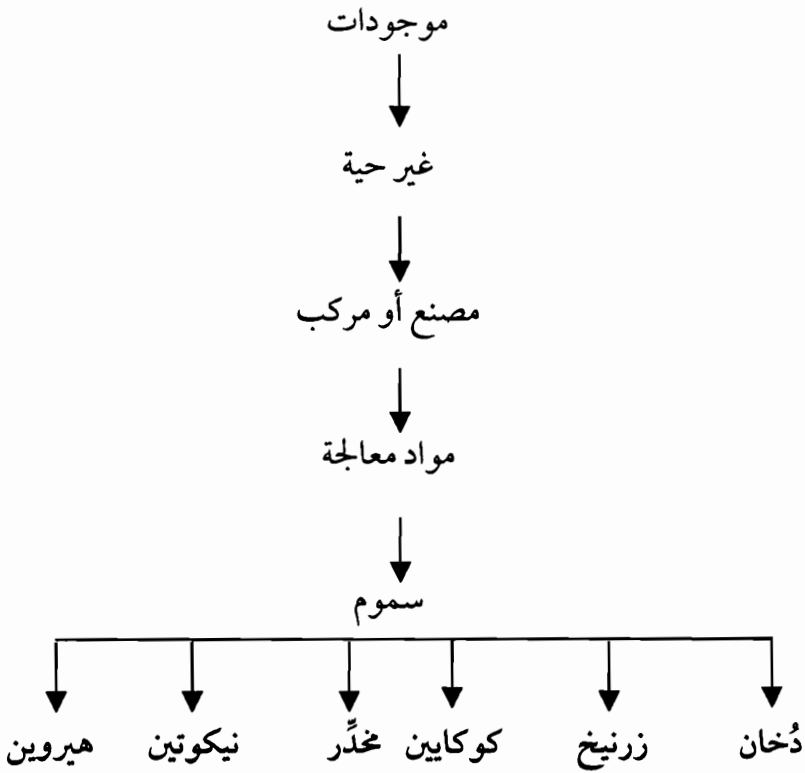 موجودات
غير حية
مصنع أو مركب
مواد معالجة
سموم
دُخان زرنيخ كوكايين مخدِّر نيكوتين هيروين